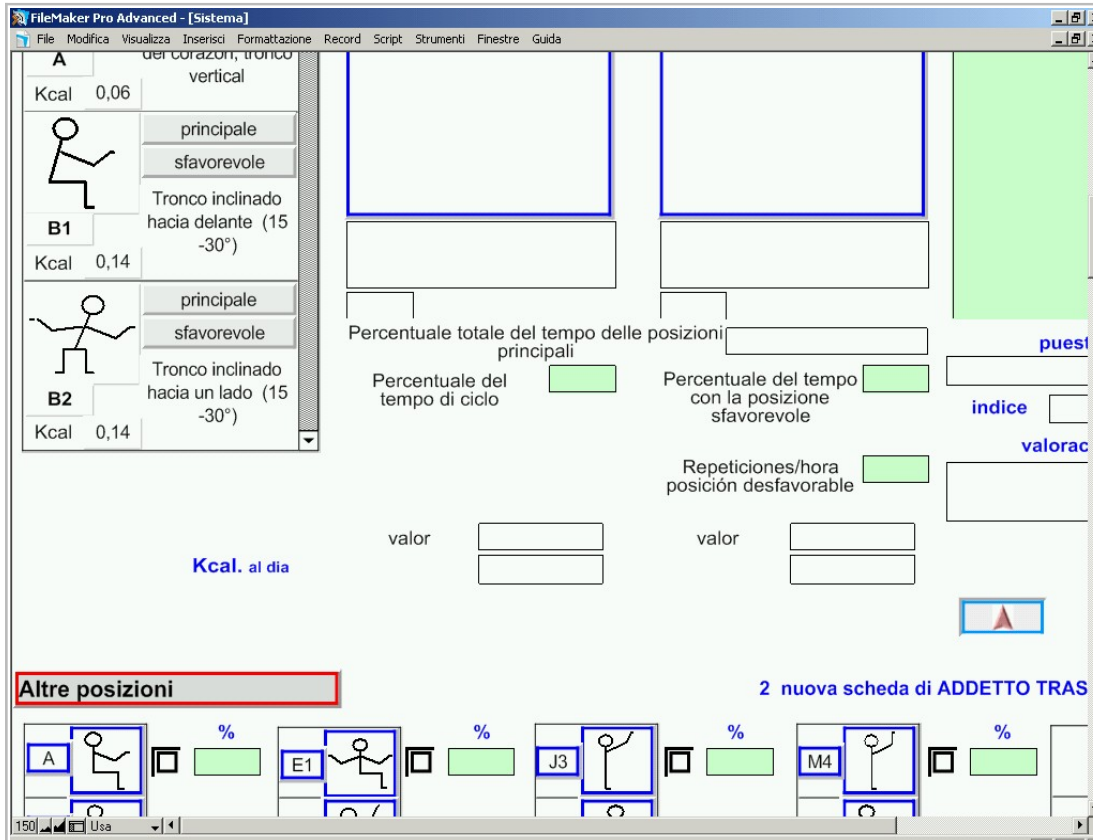 FileMaker Pro Advanced - [Sistema]
File Modifica Visualizza Inserisci Formattazione Record Script Strumenti Finestre Guida
A
del corazón, tronco
vertical
Kcal 0,06
principale
sfavorevole
Tronco inclinado
hacia delante (15
-30°)
B1
Kcal 0,14
principale
sfavorevole
Tronco inclinado
hacia un lado (15
-30°)
B2
Kcal 0,14
Percentuale totale del tempo delle posizioni
principali
Percentuale del
tempo di ciclo
Percentuale del tempo
con la posizione
sfavorevole
Repeticiones/hora
posición desfavorable
puest
indice
valorac
valor
valor
Kcal. al dia
Altre posizioni
2 nuova scheda di ADDETTO TRAS
A
%
E1
%
J3
%
M4
%
150
Usa